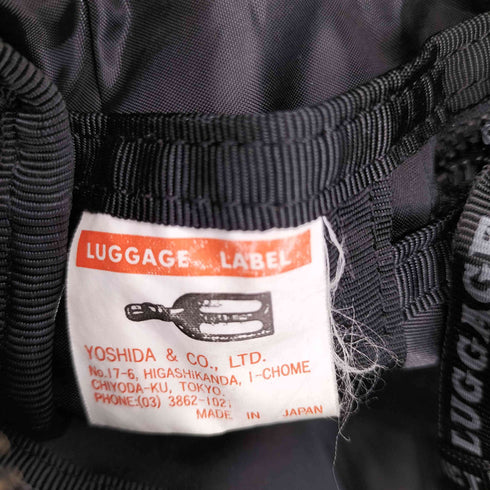 LUGGAGE LABEL
YOSHIDA & CO., LTD.
No.17-6, HIGASHIKANDA, 1-CHOME
CHIYODA-KU, TOKYO.
PHONE:(03) 3862-1021
MADE IN JAPAN
LUGGAGE